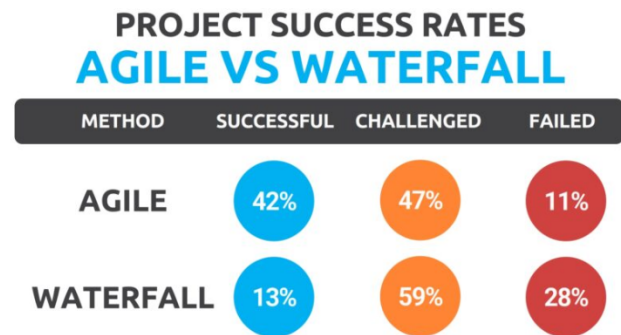 PROJECT SUCCESS RATES
AGILE VS WATERFALL
METHOD SUCCESSFUL CHALLENGED FAILED
AGILE 42% 47% 11%
WATERFALL 13% 59% 28%